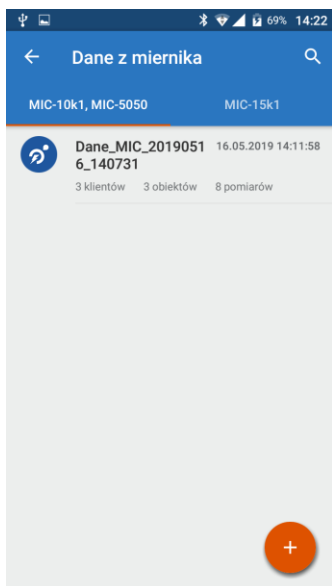 69% 14:22
Dane z miernika
MIC-10k1, MIC-5050 MIC-15k1
Dane_MIC_2019051 16.05.2019 14:11:58
6_140731
3 klientów 3 obiektów 8 pomiarów
+